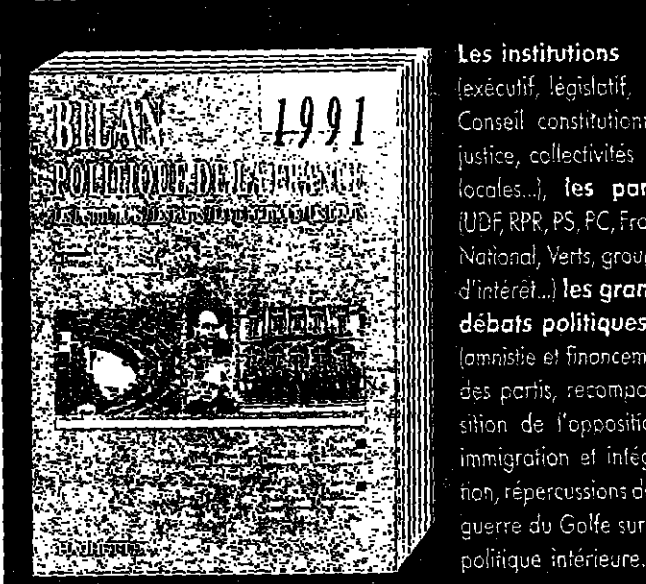 BILAN
1991
POLITIQUE DE LA FRANCE
HACHETTE
Les institutions
(exécutif, législatif,
Conseil constitutionn
justice, collectivités
locales...), les par
(UDF, RPR, PS, PC, Fro
National, Verts, grou
d'intérêt...) les gran
débats politiques
(amnistie et financem
des partis, recompo
sition de l'oppositio
immigration et intég
tion, répercussions d
guerre du Golfe sur
politique intérieure.